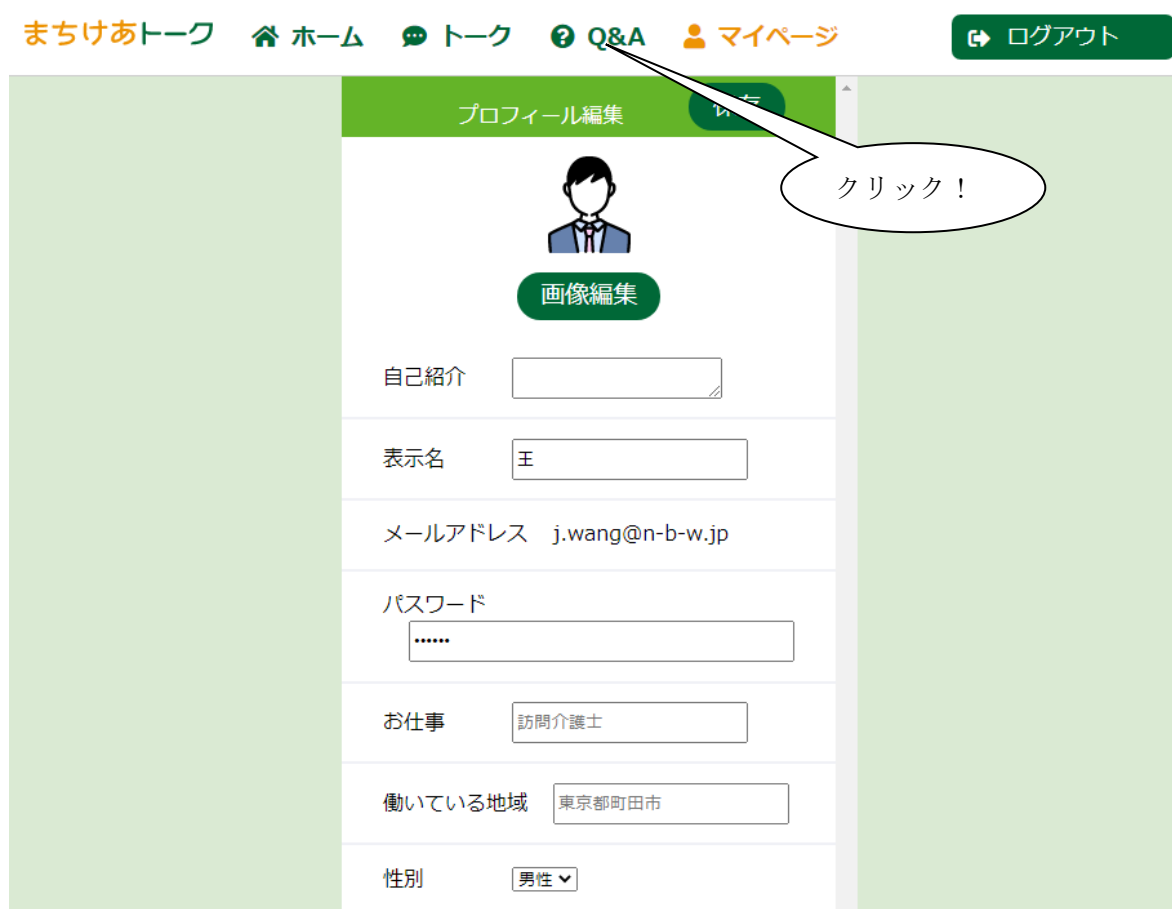 まちけあトーク ホーム トーク Q&A マイページ ログアウト
プロフィール編集 保存
クリック！
画像編集
自己紹介
表示名 王
メールアドレス j.wang@n-b-w.jp
パスワード
••••••
お仕事 訪問介護士
働いている地域 東京都町田市
性別 男性